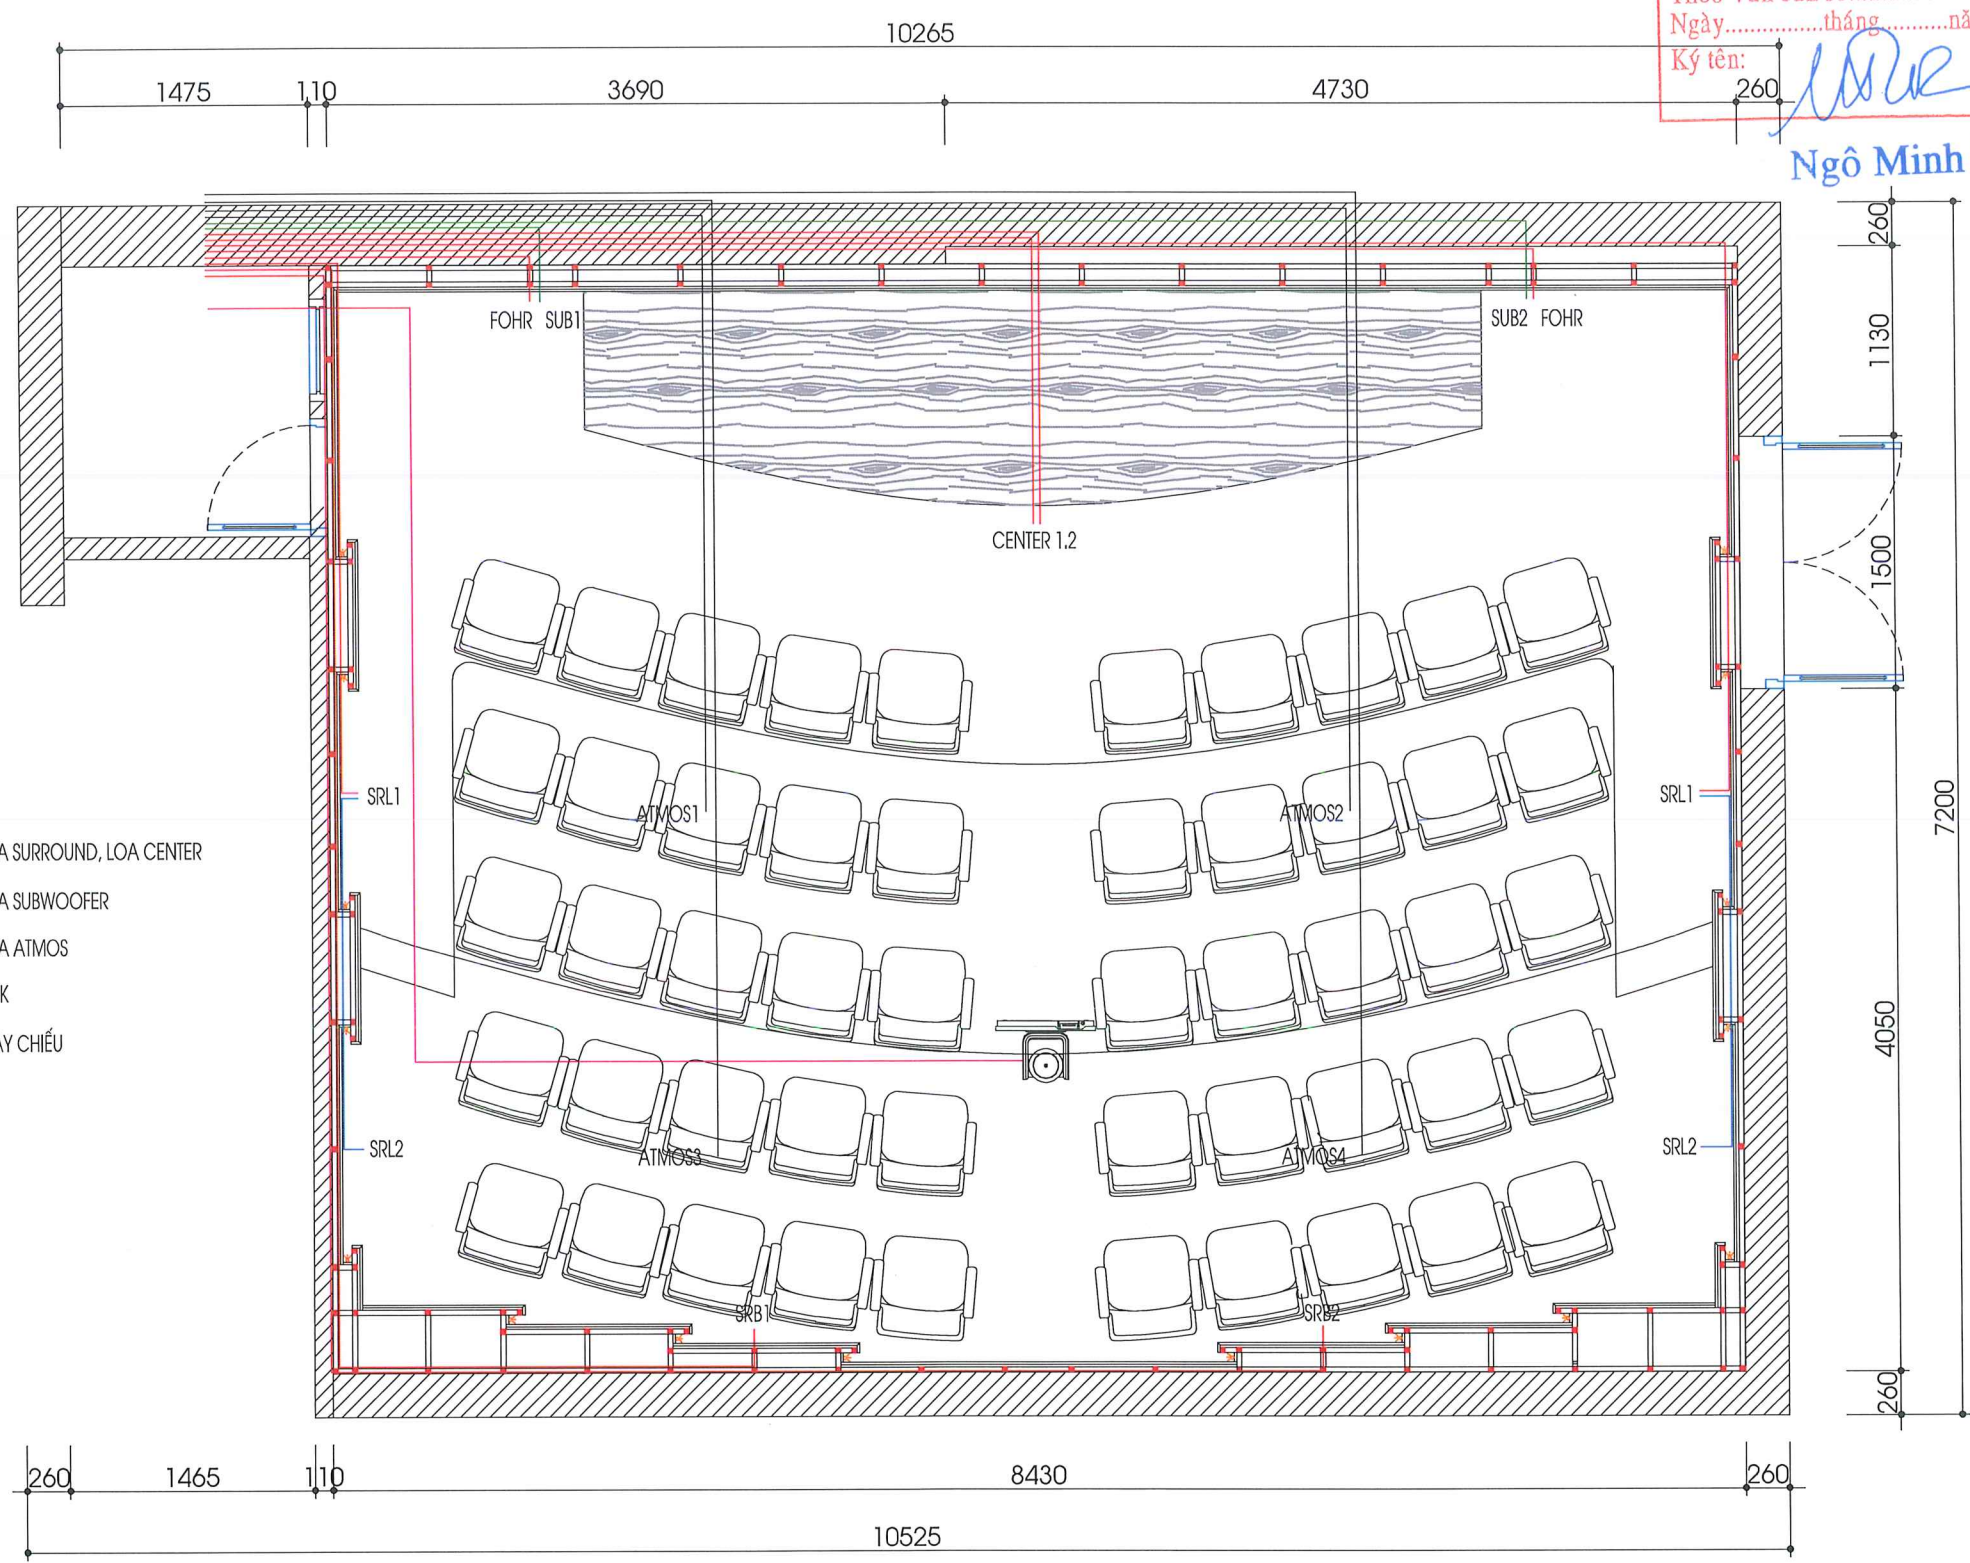 10265
Ngày..............tháng..........nă
Ký tên:
1475 110 3690 4730 260
Ngô Minh
260
FOHR SUB1
SUB2 FOHR
1130
CENTER 1.2
1500
SRL1
ATMOS1
ATMOS2
SRL1
7200
A SURROUND, LOA CENTER
A SUBWOOFER
A ATMOS
K
AY CHIẾU
4050
SRL2
ATMOS3
ATMOS4
SRL2
SRB1
SRB2
260
260 1465 110 8430 260
10525